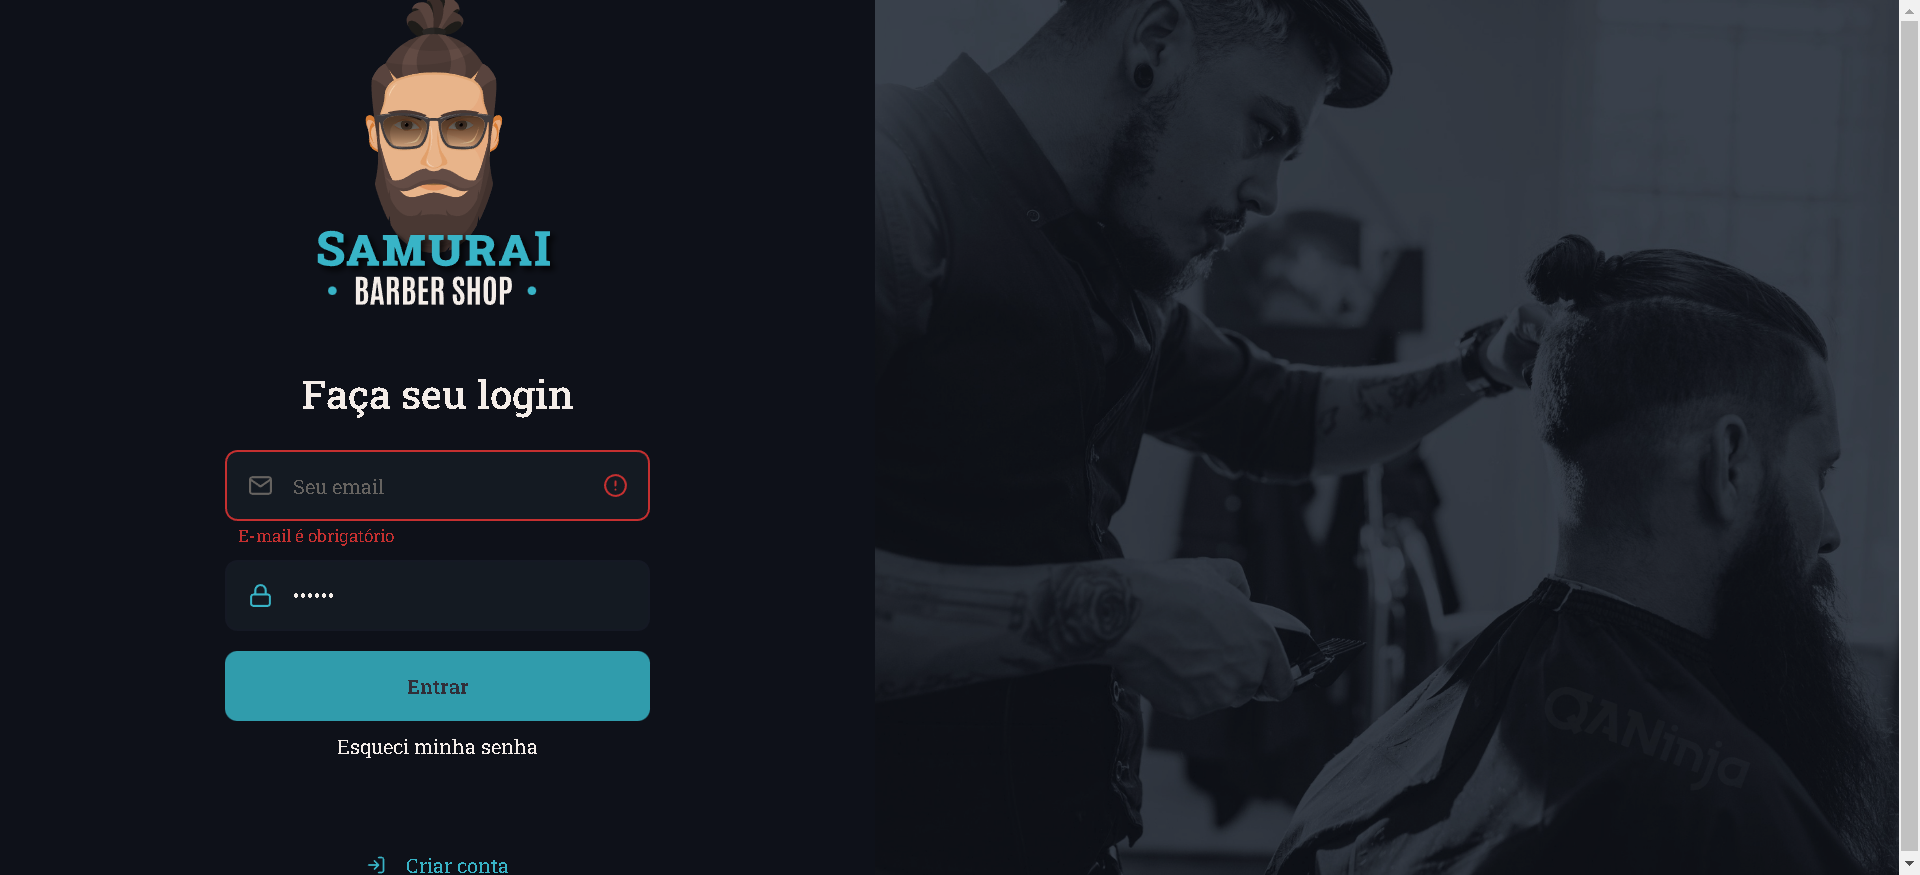 SAMURAI
• BARBER SHOP •
Faça seu login
Seu email
E-mail é obrigatório
••••••
Entrar
Esqueci minha senha
Criar conta
QANinja